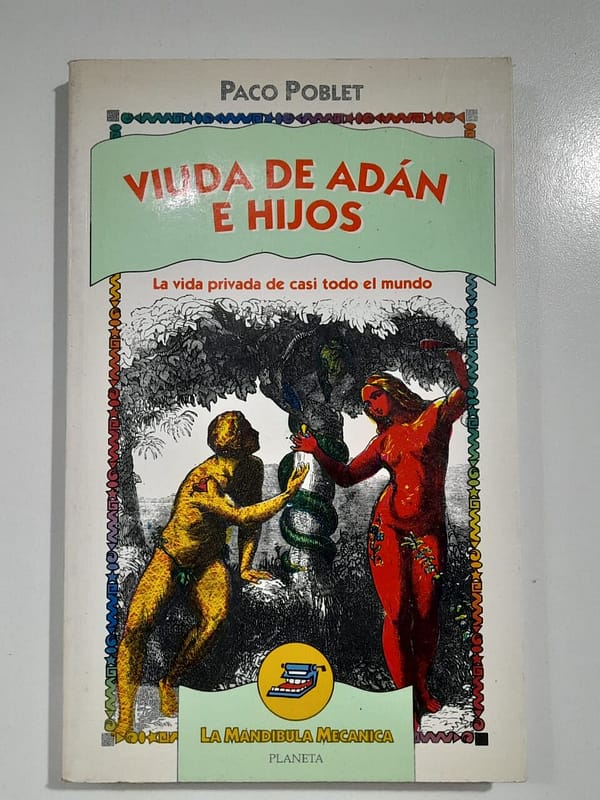 PACO POBLET
VIUDA DE ADÁN
E HIJOS
La vida privada de casi todo el mundo
LA MANDIBULA MECANICA
PLANETA